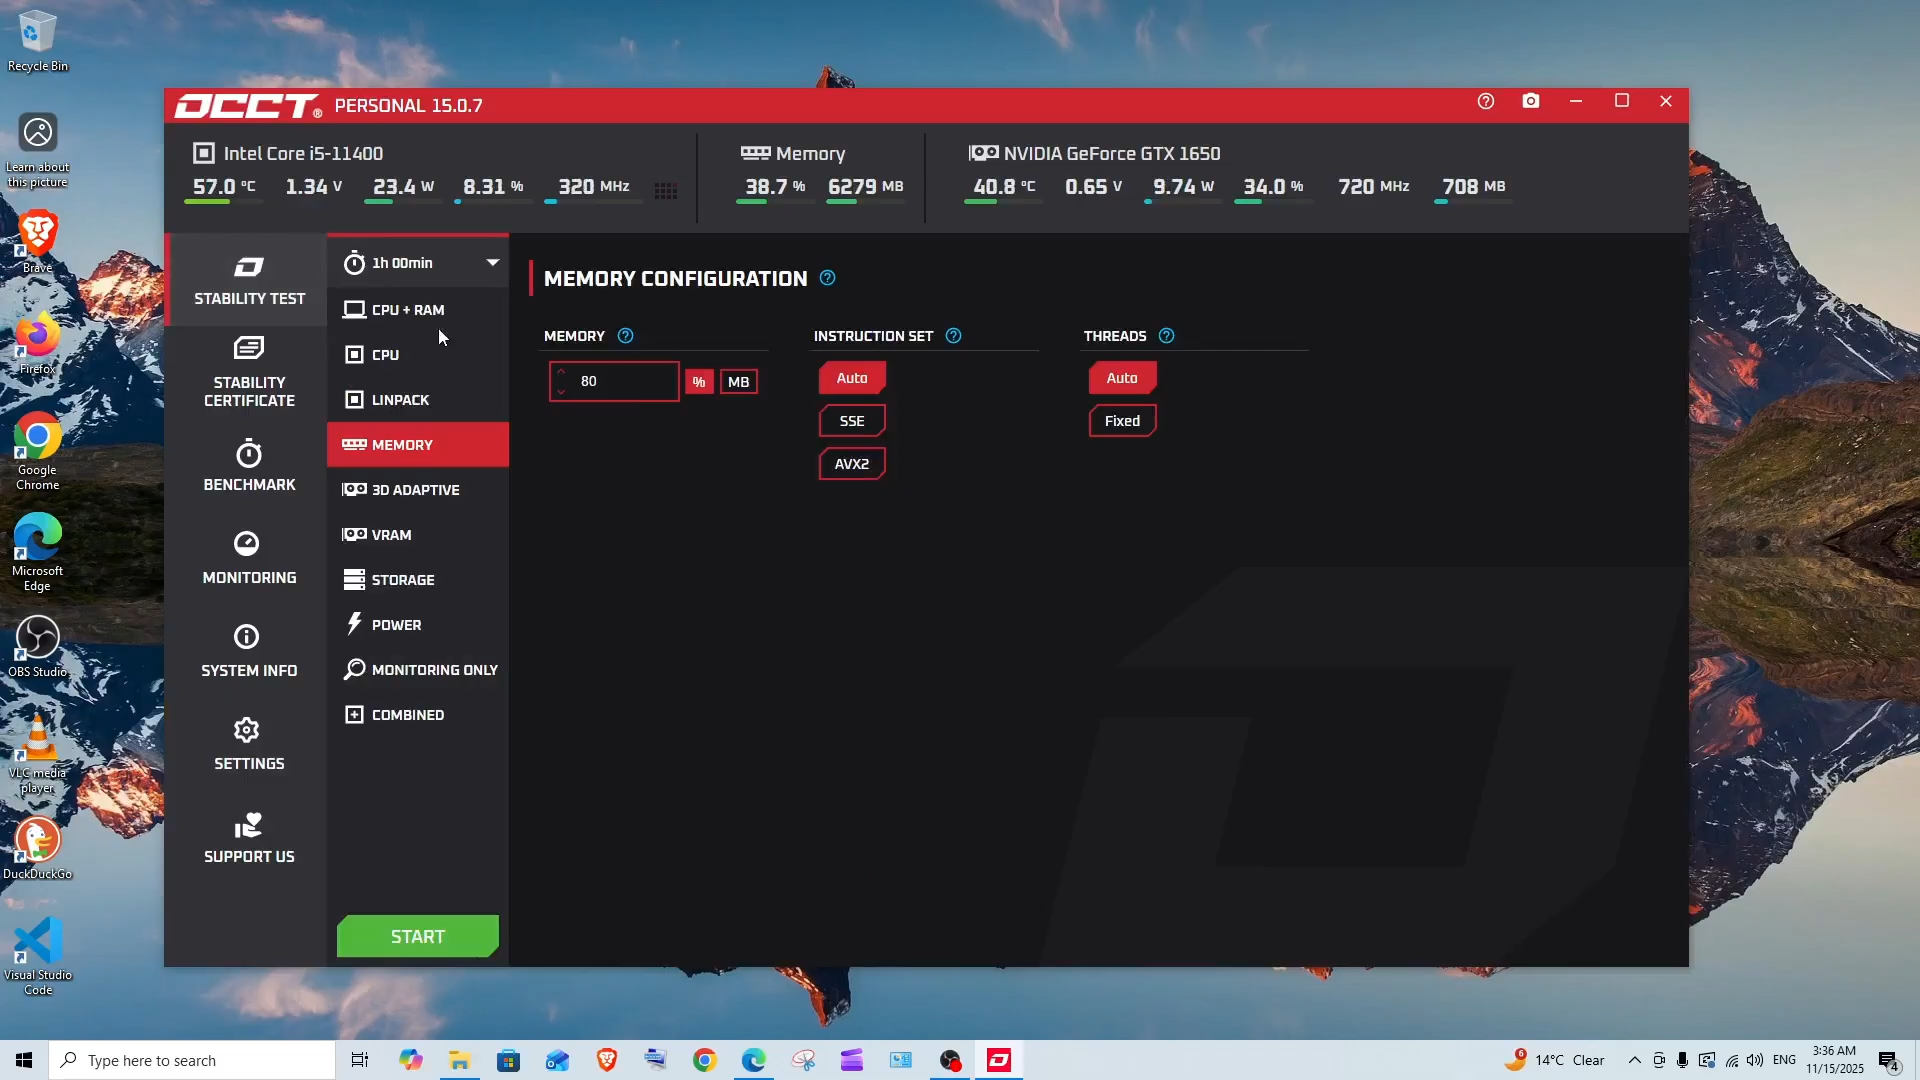 Recycle Bin
Learn about
this picture
Brave
Firefox
Google
Chrome
Microsoft
Edge
OBS Studio
VLC media
player
DuckDuckGo
Visual Studio
Code
OCCT® PERSONAL 15.0.7
Intel Core i5-11400
57.0 °C 1.34 V 23.4 W 8.31 % 320 MHz
Memory
38.7 % 6279 MB
NVIDIA GeForce GTX 1650
40.8 °C 0.65 V 9.74 W 34.0 % 720 MHz 708 MB
STABILITY TEST
STABILITY
CERTIFICATE
BENCHMARK
MONITORING
SYSTEM INFO
SETTINGS
SUPPORT US
1h 00min
CPU + RAM
CPU
LINPACK
MEMORY
3D ADAPTIVE
VRAM
STORAGE
POWER
MONITORING ONLY
COMBINED
START
MEMORY CONFIGURATION
MEMORY
80 % MB
INSTRUCTION SET
Auto
SSE
AVX2
THREADS
Auto
Fixed
Type here to search
6
14°C Clear
ENG
3:36 AM
11/15/2025
4